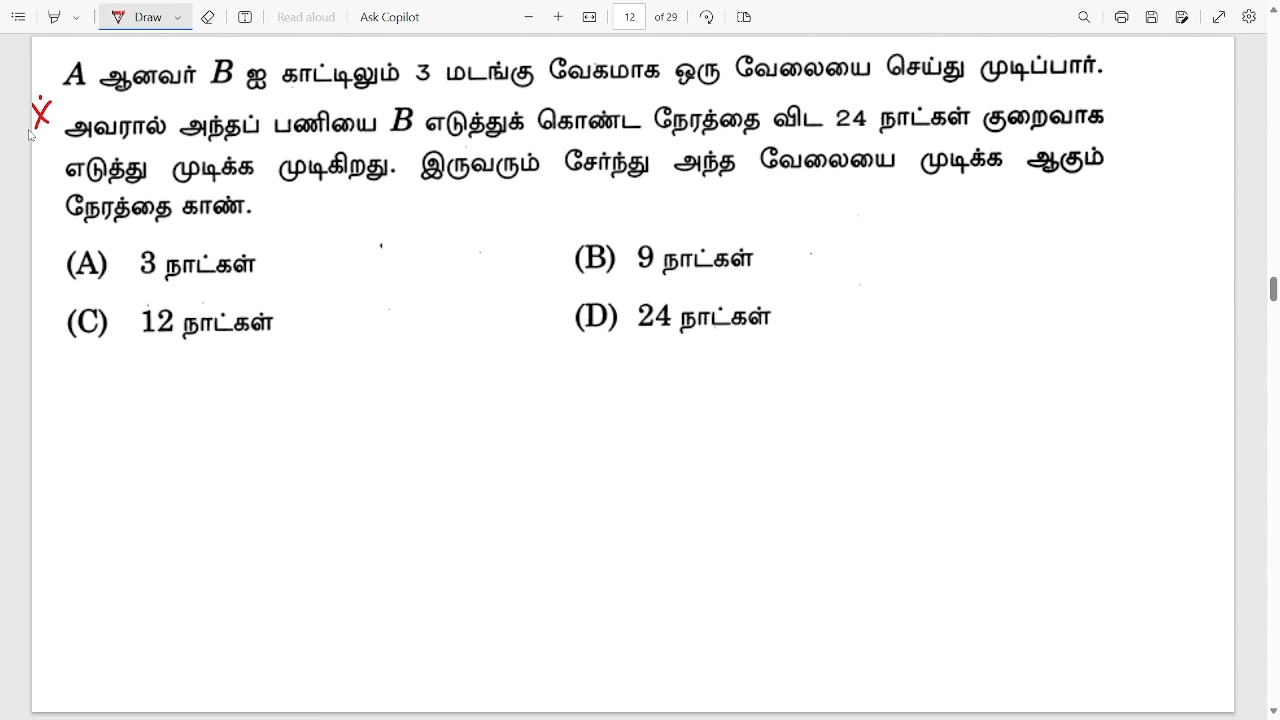 Draw Read aloud Ask Copilot 12 of 29
A ஆனவர் B ஐ காட்டிலும் 3 மடங்கு வேகமாக ஒரு வேலையை செய்து முடிப்பார்.
அவரால் அந்தப் பணியை B எடுத்துக் கொண்ட நேரத்தை விட 24 நாட்கள் குறைவாக
எடுத்து முடிக்க முடிகிறது. இருவரும் சேர்ந்து அந்த வேலையை முடிக்க ஆகும்
நேரத்தை காண்.
(A) 3 நாட்கள் (B) 9 நாட்கள்
(C) 12 நாட்கள் (D) 24 நாட்கள்